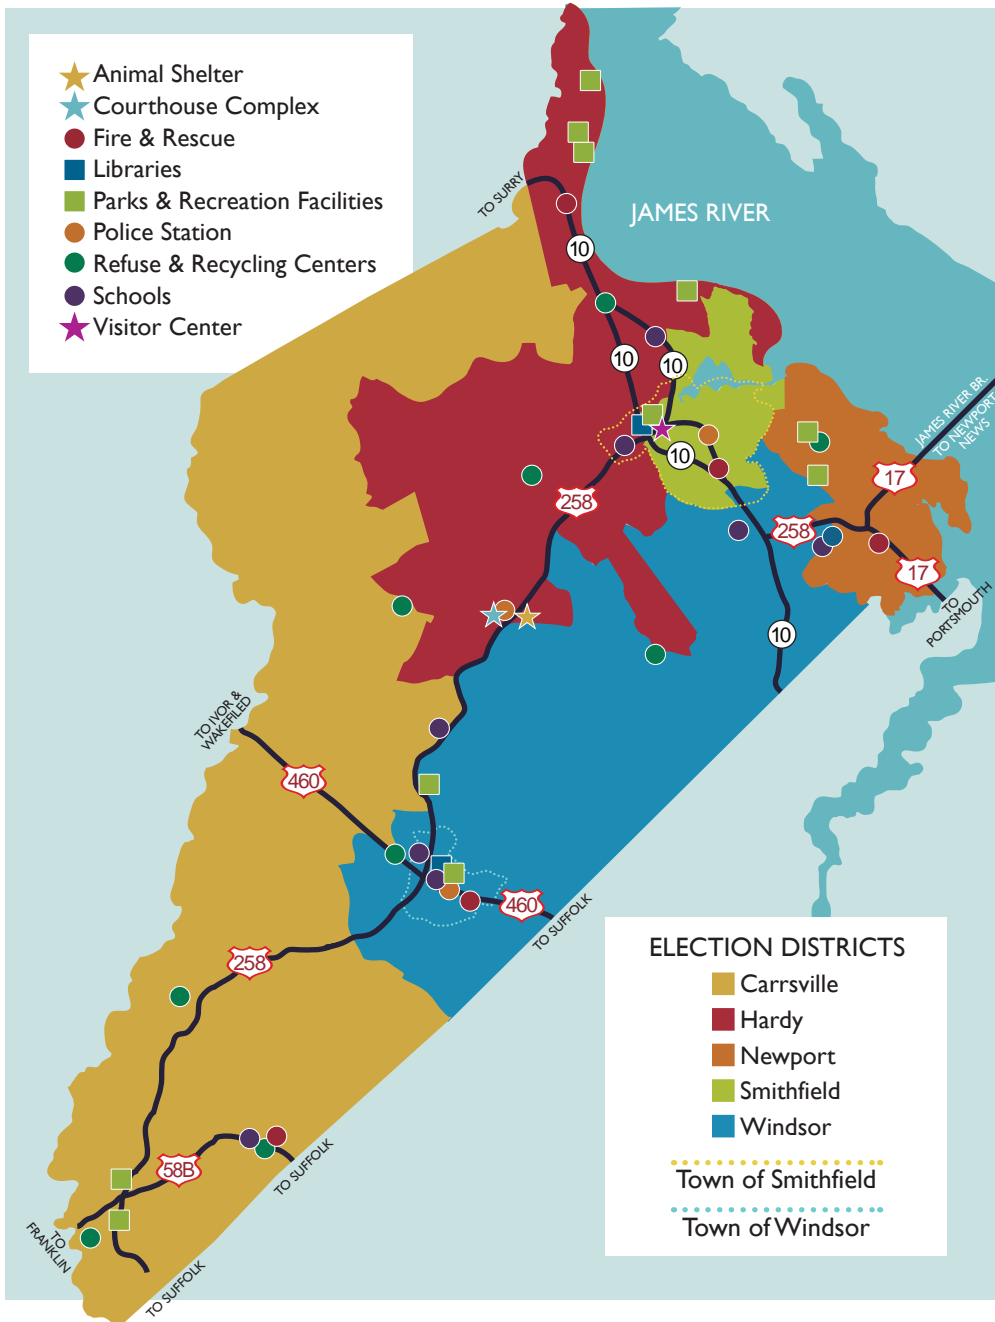 Animal Shelter
Courthouse Complex
Fire & Rescue
Libraries
Parks & Recreation Facilities
Police Station
Refuse & Recycling Centers
Schools
Visitor Center
TO SURRY
JAMES RIVER
10
10
10
JAMES RIVER BR.
TO NEWPORT
NEWS
10
17
258
258
17
TO
PORTSMOUTH
10
TO IVOR &
WAKEFILED
460
460
TO SUFFOLK
258
ELECTION DISTRICTS
Carrsville
Hardy
Newport
Smithfield
Windsor
Town of Smithfield
Town of Windsor
58B
TO SUFFOLK
TO
FRANKLIN
TO SUFFOLK